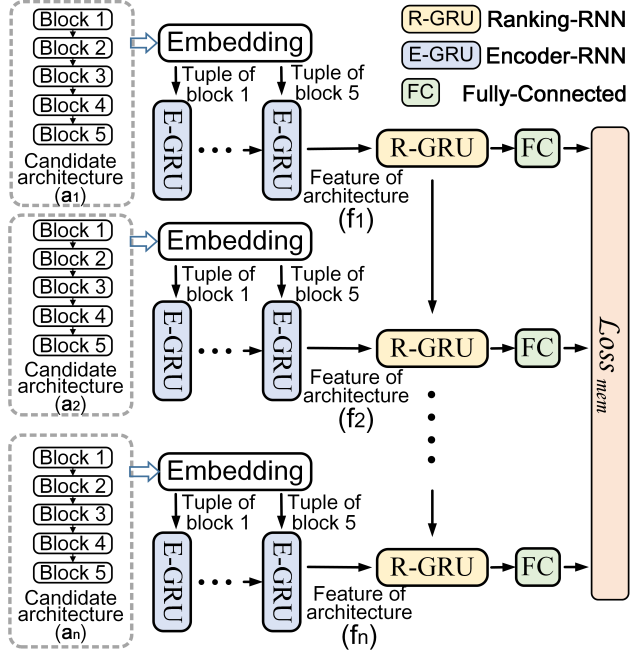 R-GRU Ranking-RNN
E-GRU Encoder-RNN
FC Fully-Connected
Block 1
Block 2
Block 3
Block 4
Block 5
Candidate
architecture
(a1)
Embedding
Tuple of
block 1
Tuple of
block 5
E-GRU
E-GRU
Feature of
architecture
(f1)
R-GRU
FC
Block 1
Block 2
Block 3
Block 4
Block 5
Candidate
architecture
(a2)
Embedding
Tuple of
block 1
Tuple of
block 5
E-GRU
E-GRU
Feature of
architecture
(f2)
R-GRU
FC
Block 1
Block 2
Block 3
Block 4
Block 5
Candidate
architecture
(an)
Embedding
Tuple of
block 1
Tuple of
block 5
E-GRU
E-GRU
Feature of
architecture
(fn)
R-GRU
FC
Loss mem